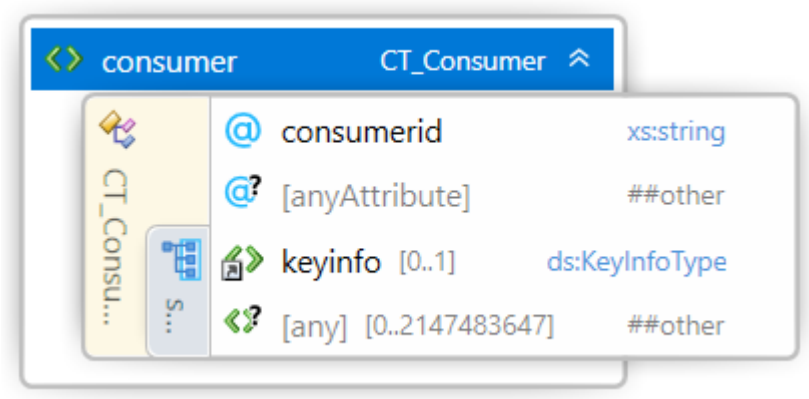 consumer CT_Consumer
CT_Consu...
s...
@ consumerid xs:string
@? [anyAttribute] ##other
keyinfo [0..1] ds:KeyInfoType
? [any] [0..2147483647] ##other